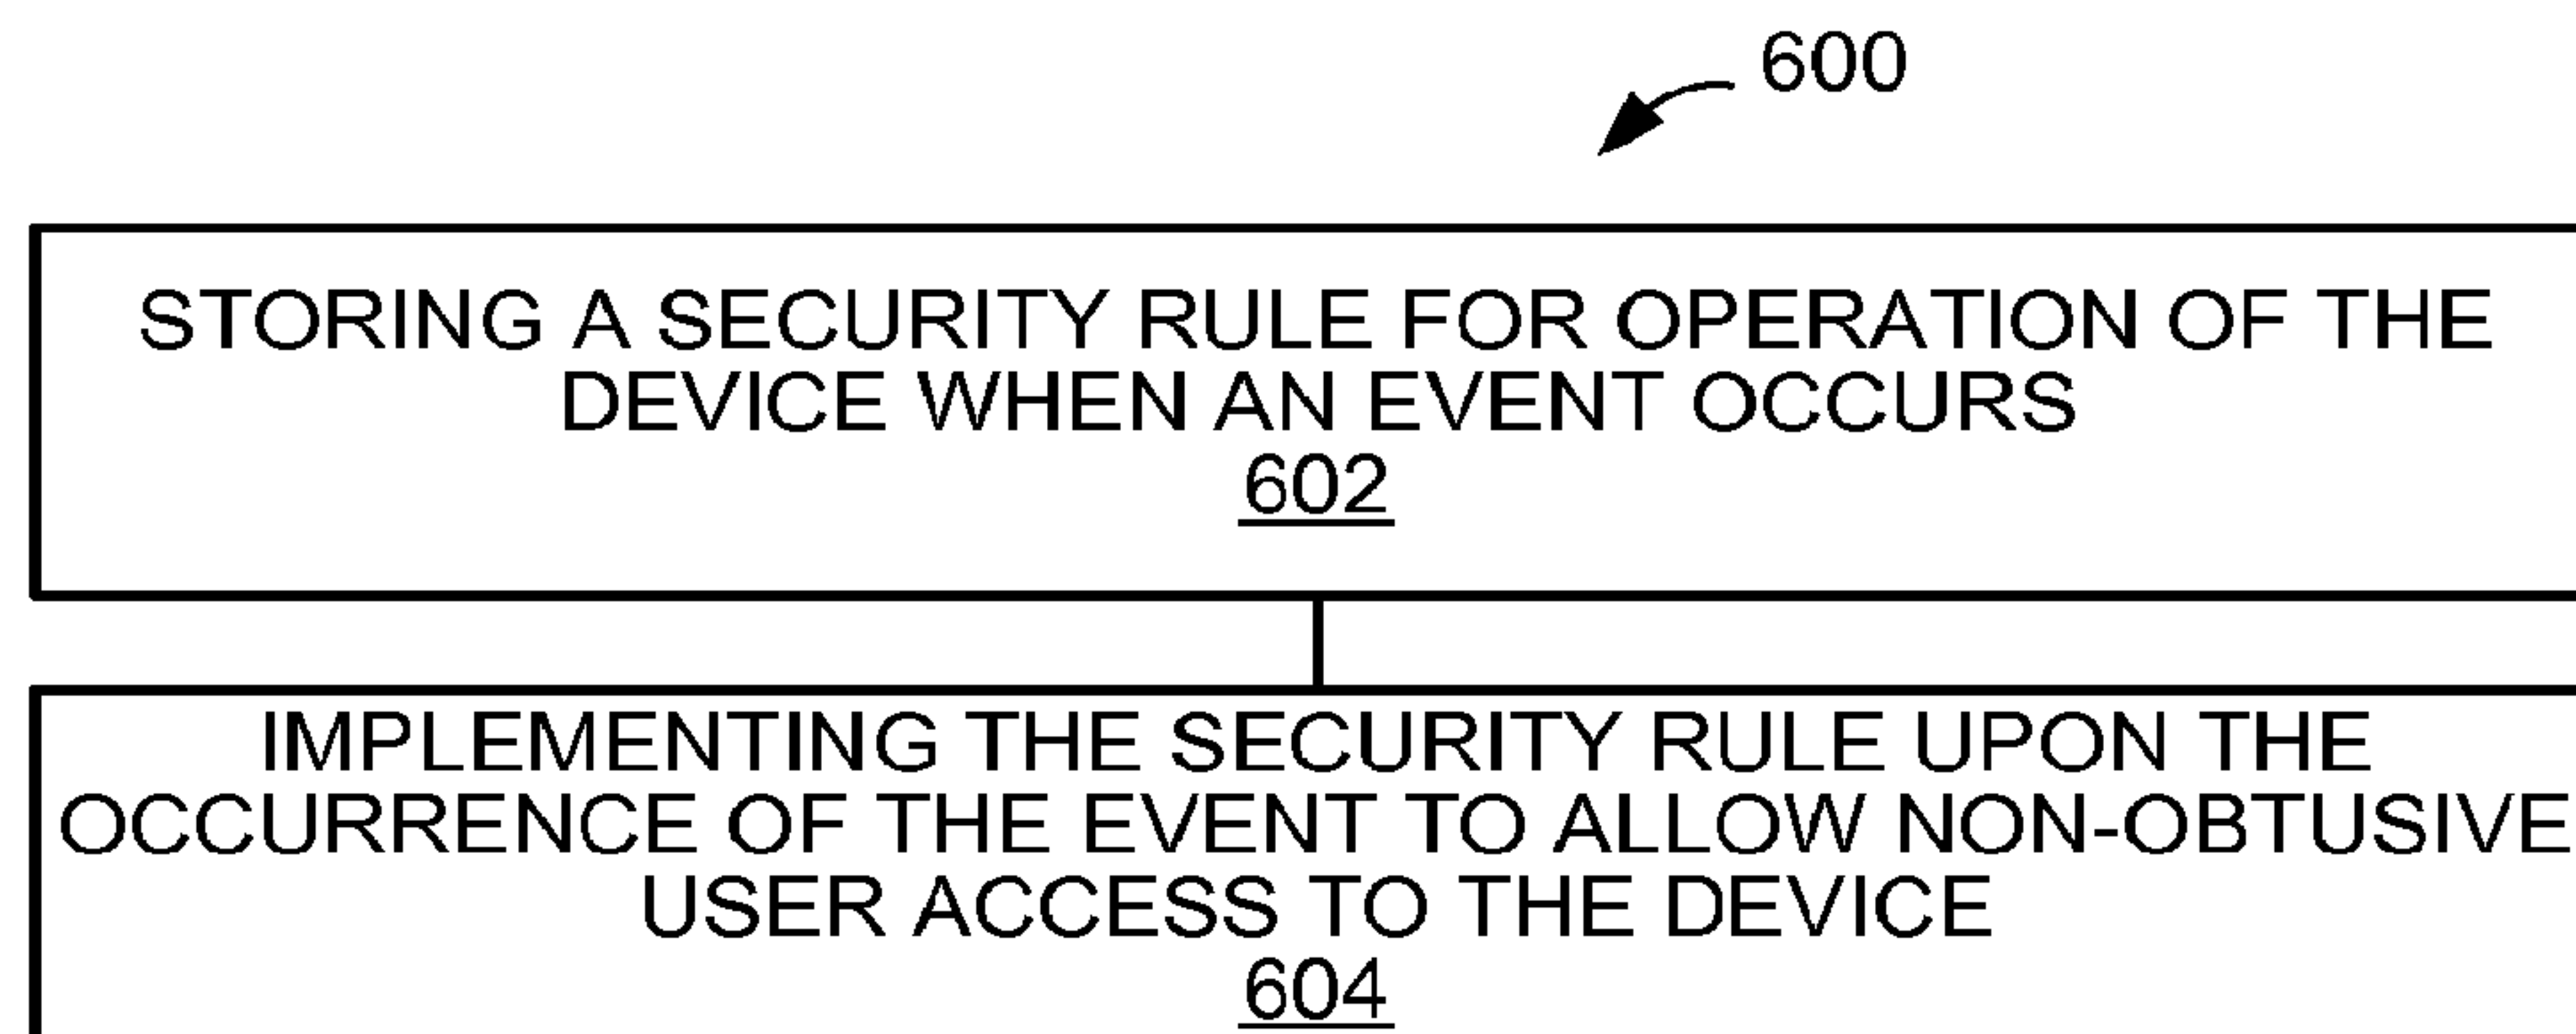 600
STORING A SECURITY RULE FOR OPERATION OF THE
DEVICE WHEN AN EVENT OCCURS
602
IMPLEMENTING THE SECURITY RULE UPON THE
OCCURRENCE OF THE EVENT TO ALLOW NON-OBTUSIVE
USER ACCESS TO THE DEVICE
604